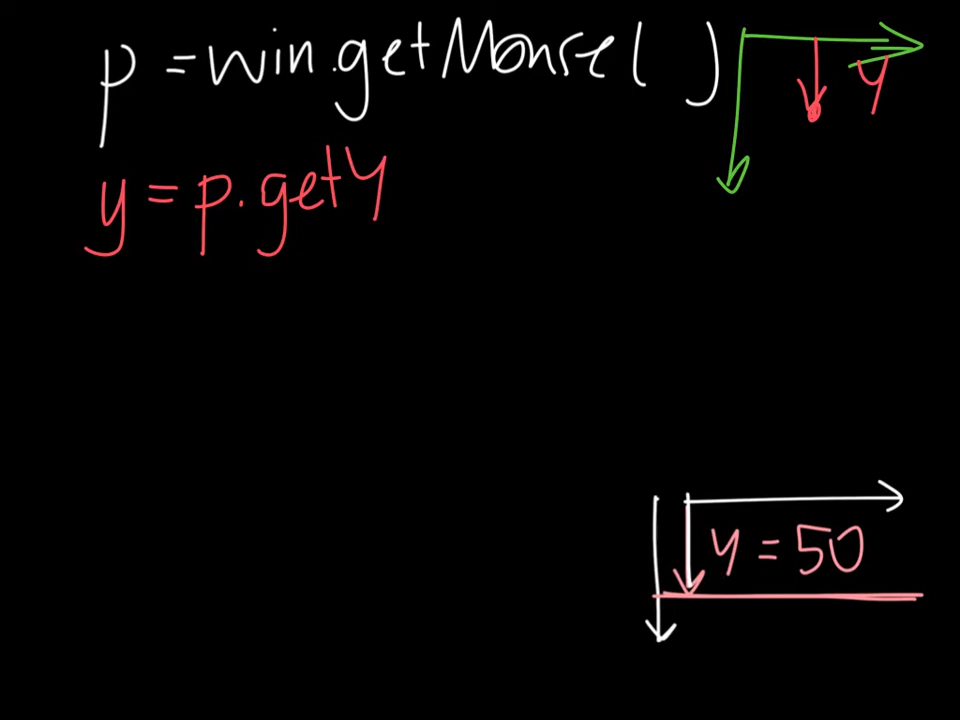 p = win.getMouse( )
y
y = p.getY
y = 50